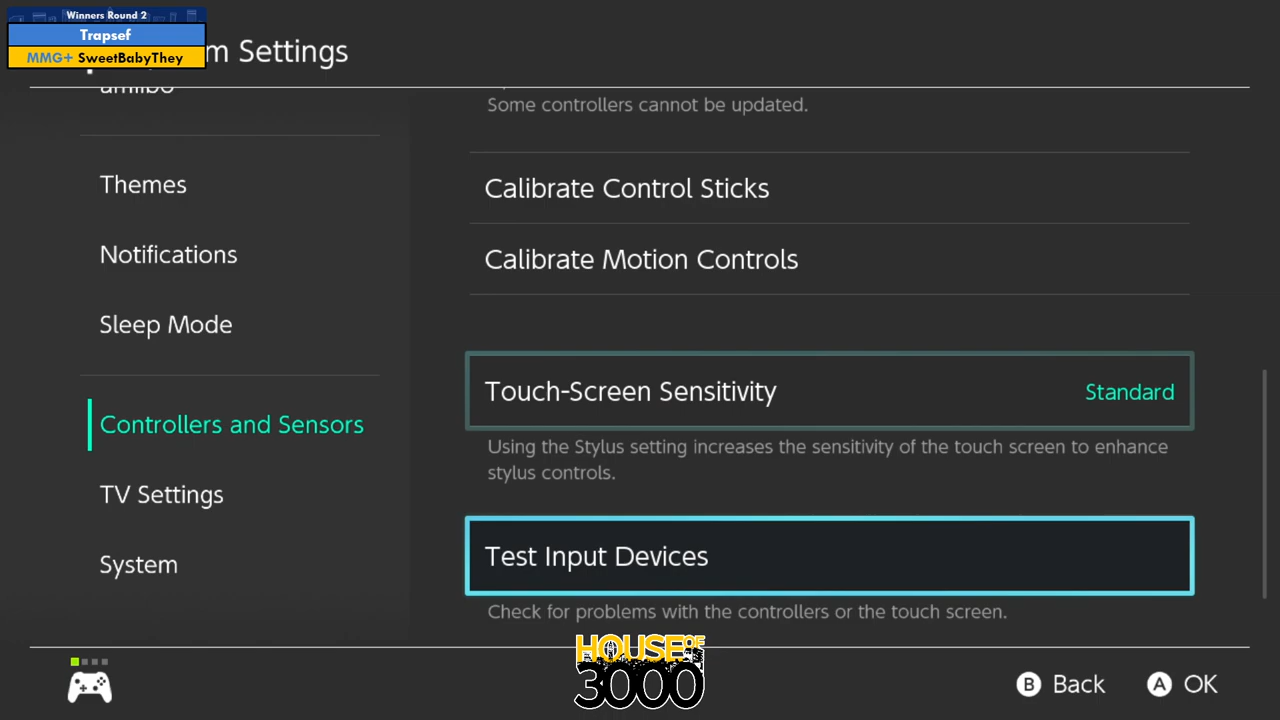 Winners Round 2
Trapsef
MMG+ SweetBabyThey
m Settings
amiibo
Themes
Notifications
Sleep Mode
Controllers and Sensors
TV Settings
System
Some controllers cannot be updated.
Calibrate Control Sticks
Calibrate Motion Controls
Touch-Screen Sensitivity Standard
Using the Stylus setting increases the sensitivity of the touch screen to enhance
stylus controls.
Test Input Devices
Check for problems with the controllers or the touch screen.
HOUSE OF
3000
B Back A OK